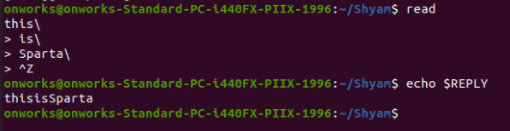 onworks@onworks-Standard-PC-i440FX-PIIX-1996:~/Shyam$ read
this\
> is\
> Sparta\
> ^Z
onworks@onworks-Standard-PC-i440FX-PIIX-1996:~/Shyam$ echo $REPLY
thisisSparta
onworks@onworks-Standard-PC-i440FX-PIIX-1996:~/Shyam$